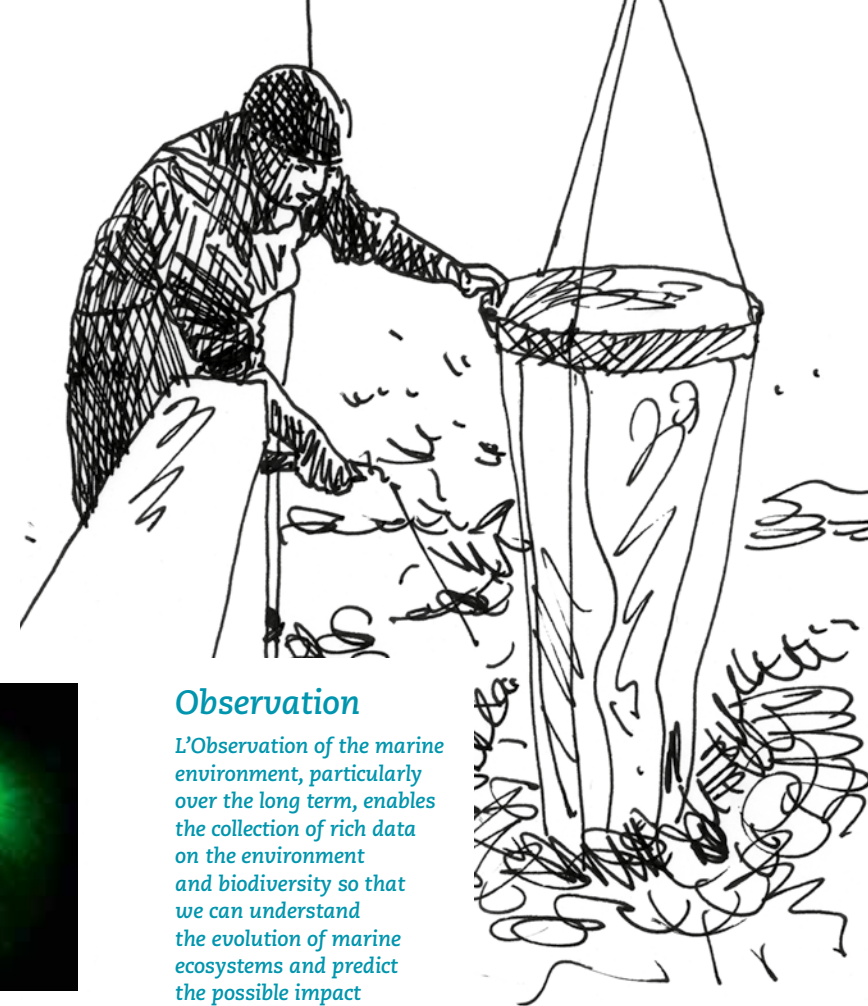 Observation
L’Observation of the marine
environment, particularly
over the long term, enables
the collection of rich data
on the environment
and biodiversity so that
we can understand
the evolution of marine
ecosystems and predict
the possible impact